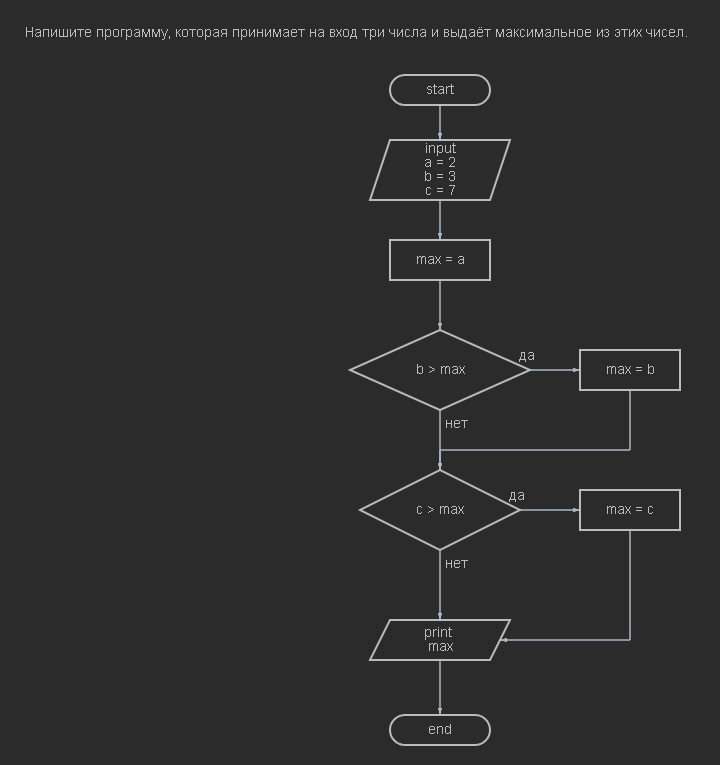 Напишите программу, которая принимает на вход три числа и выдаёт максимальное из этих чисел.
start
input
a = 2
b = 3
c = 7
max = a
b > max
да
max = b
нет
c > max
да
max = c
нет
print
max
end